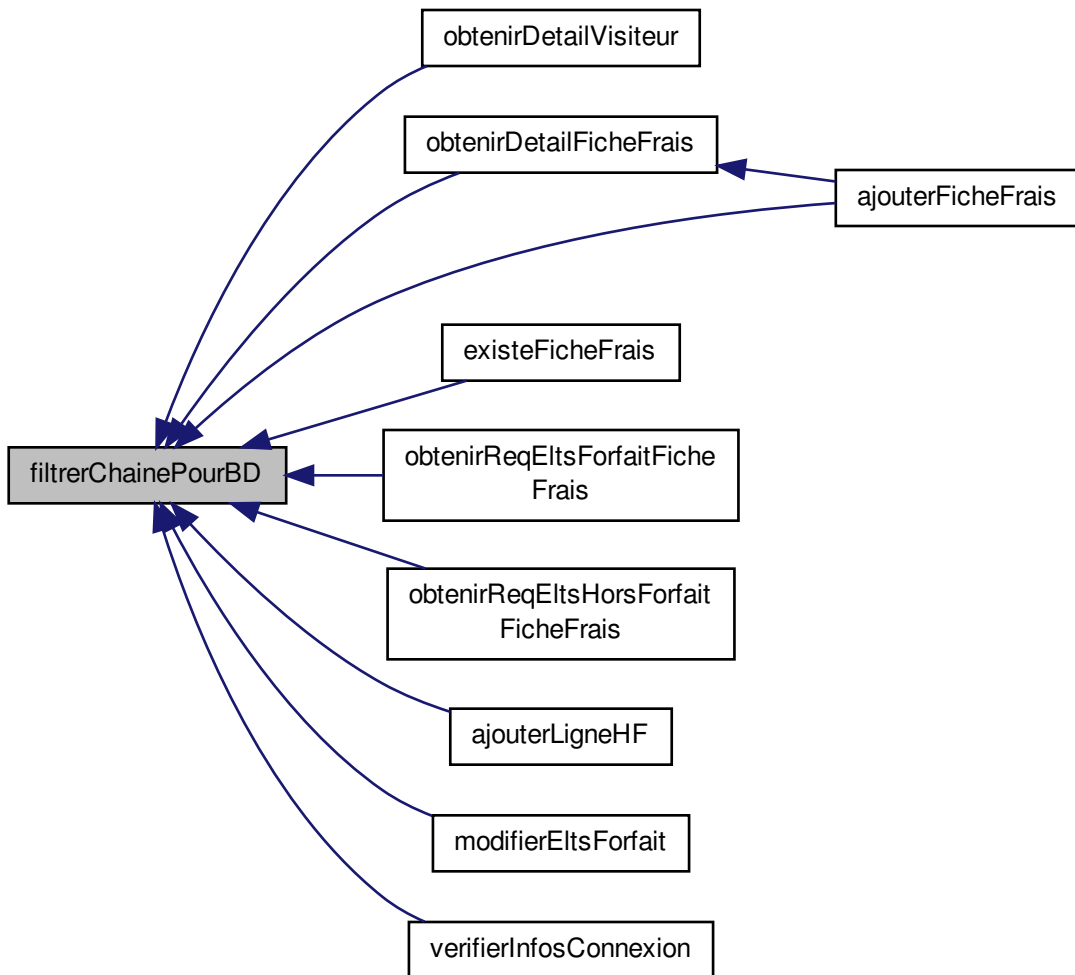 obtenirDetailVisiteur
obtenirDetailFicheFrais
ajouterFicheFrais
existeFicheFrais
filtrerChainePourBD
obtenirReqEltsForfaitFiche
Frais
obtenirReqEltsHorsForfait
FicheFrais
ajouterLigneHF
modifierEltsForfait
verifierInfosConnexion